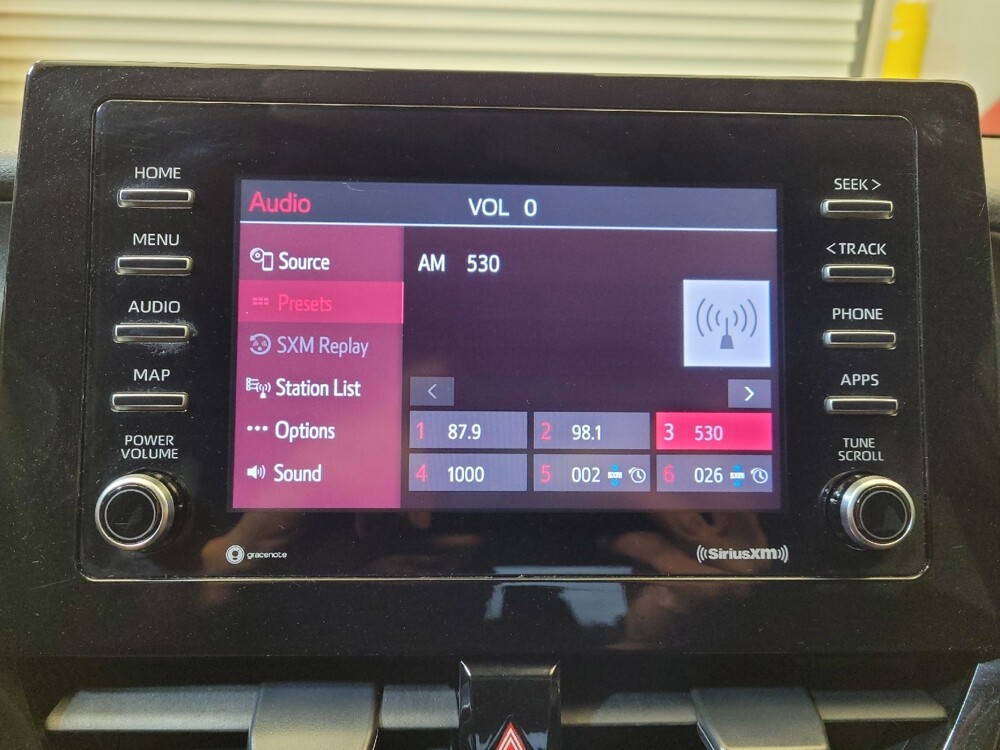 HOME
MENU
AUDIO
MAP
POWER
VOLUME
Audio
VOL 0
Source
Presets
SXM Replay
Station List
Options
Sound
AM 530
<
>
1 87.9
2 98.1
3 530
4 1000
5 002 SXM
6 026 SXM
SEEK >
< TRACK
PHONE
APPS
TUNE
SCROLL
gracenote
SiriusXM